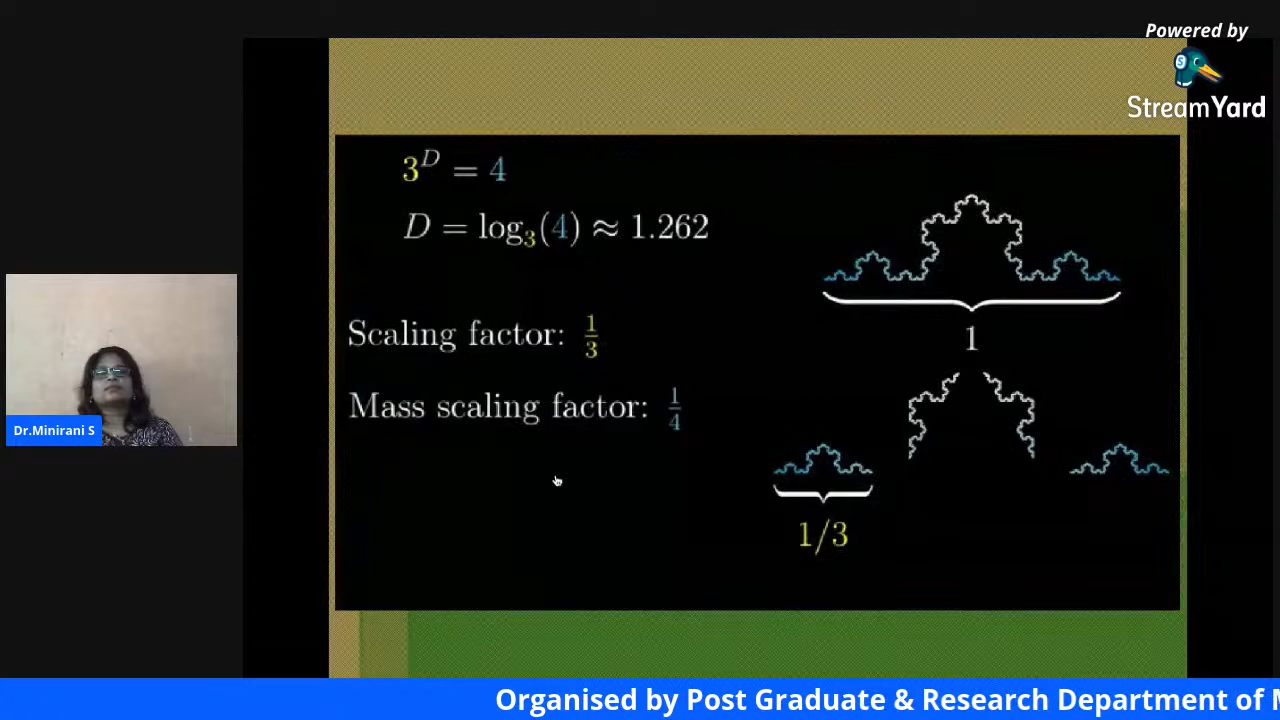 Powered by
StreamYard
3^D = 4
D = log₃(4) ≈ 1.262
Scaling factor: 1/3
Mass scaling factor: 1/4
1
1/3
Dr.Minirani S
Organised by Post Graduate & Research Department of M